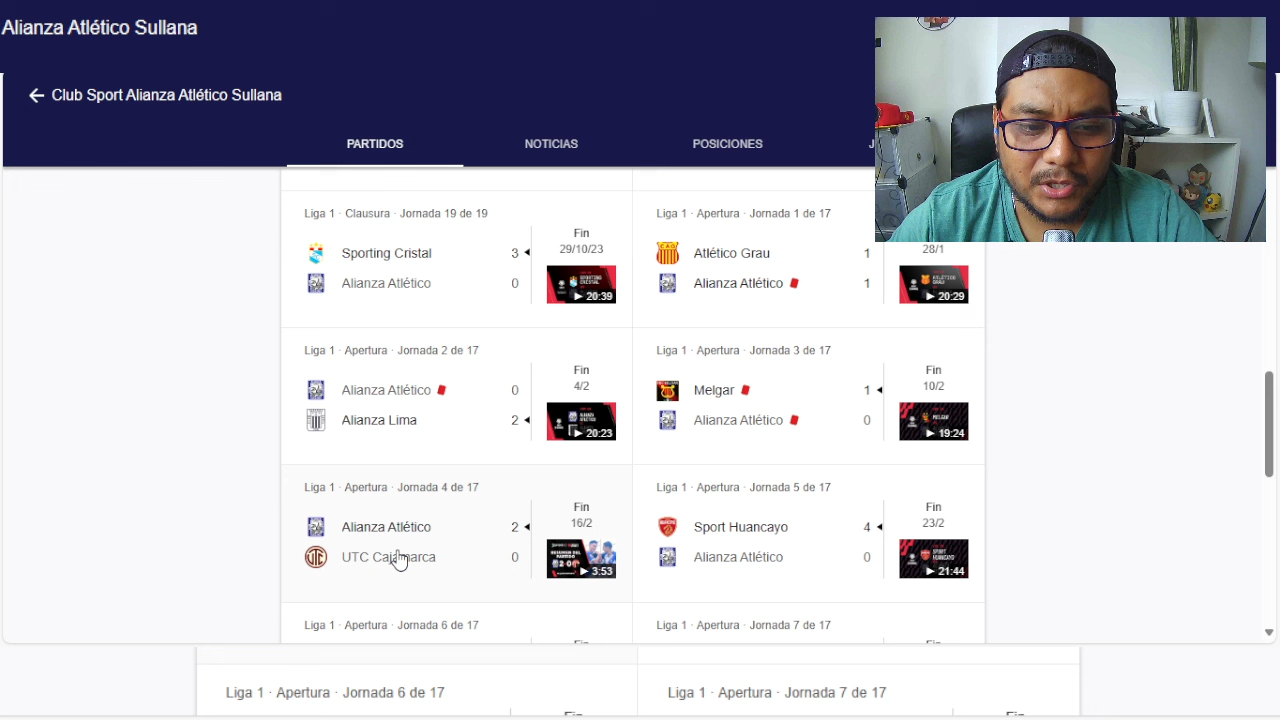 Alianza Atlético Sullana
Club Sport Alianza Atlético Sullana
PARTIDOS
NOTICIAS
POSICIONES
J
Liga 1 · Clausura · Jornada 19 de 19
Sporting Cristal 3
Alianza Atlético 0
Fin
29/10/23
20:39
Liga 1 · Apertura · Jornada 1 de 17
Atlético Grau 1
Alianza Atlético 1
28/1
20:29
Liga 1 · Apertura · Jornada 2 de 17
Alianza Atlético 0
Alianza Lima 2
Fin
4/2
20:23
Liga 1 · Apertura · Jornada 3 de 17
Melgar 1
Alianza Atlético 0
Fin
10/2
19:24
Liga 1 · Apertura · Jornada 4 de 17
Alianza Atlético 2
UTC Cajamarca 0
Fin
16/2
3:53
Liga 1 · Apertura · Jornada 5 de 17
Sport Huancayo 4
Alianza Atlético 0
Fin
23/2
21:44
Liga 1 · Apertura · Jornada 6 de 17
Liga 1 · Apertura · Jornada 7 de 17
Liga 1 · Apertura · Jornada 6 de 17
Liga 1 · Apertura · Jornada 7 de 17